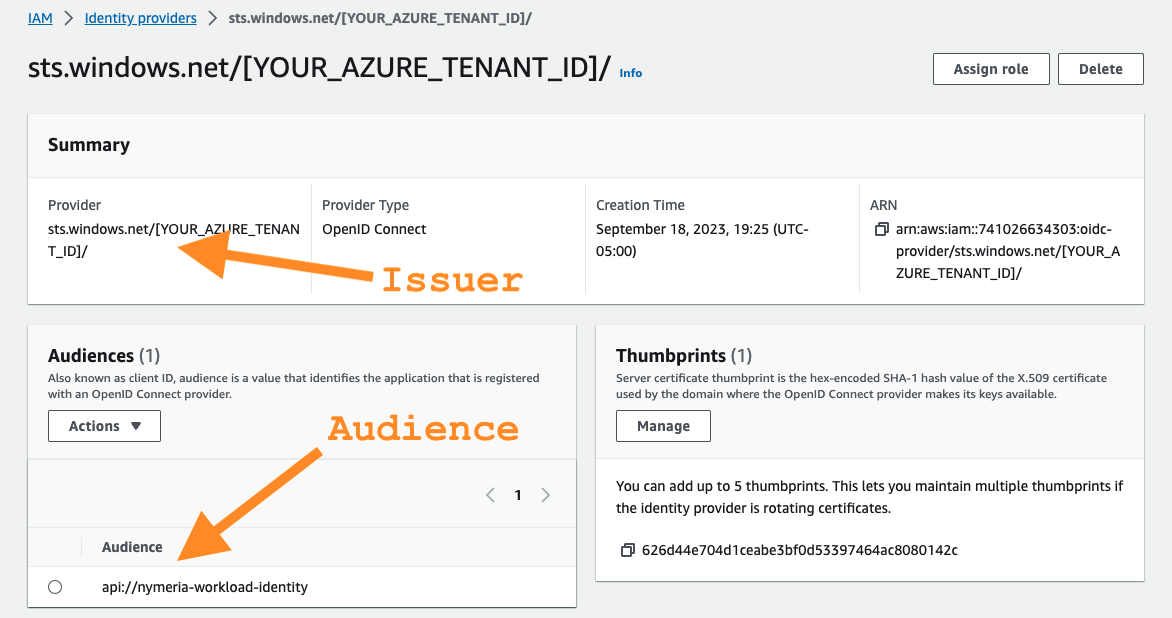 IAM > Identity providers > sts.windows.net/[YOUR_AZURE_TENANT_ID]/
sts.windows.net/[YOUR_AZURE_TENANT_ID]/ Info
Assign role
Delete
Summary
Provider
sts.windows.net/[YOUR_AZURE_TENAN
T_ID]/
Provider Type
OpenID Connect
Creation Time
September 18, 2023, 19:25 (UTC-
05:00)
ARN
arn:aws:iam::741026634303:oidc-
provider/sts.windows.net/[YOUR_A
ZURE_TENANT_ID]/
Issuer
Audiences (1)
Also known as client ID, audience is a value that identifies the application that is registered
with an OpenID Connect provider.
Actions
Audience
1
Audience
api://nymeria-workload-identity
Thumbprints (1)
Server certificate thumbprint is the hex-encoded SHA-1 hash value of the X.509 certificate
used by the domain where the OpenID Connect provider makes its keys available.
Manage
You can add up to 5 thumbprints. This lets you maintain multiple thumbprints if
the identity provider is rotating certificates.
626d44e704d1ceabe3bf0d53397464ac8080142c